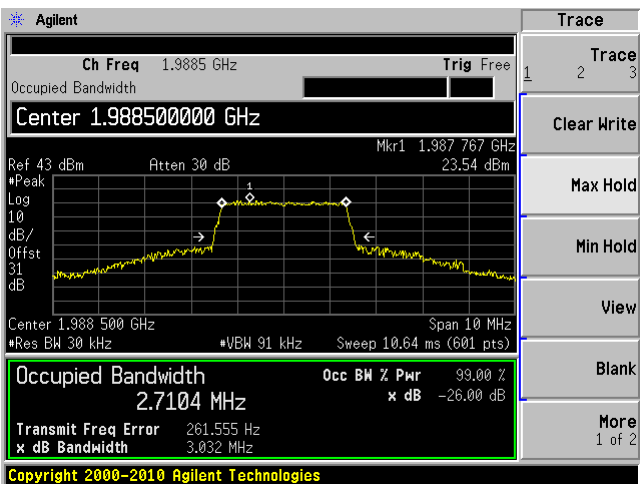 Agilent
Trace
Ch Freq 1.9885 GHz Trig Free
Occupied Bandwidth
Center 1.988500000 GHz
Mkr1 1.987 767 GHz
Ref 43 dBm Atten 30 dB 23.54 dBm
#Peak
Log
10
dB/
Offst
31
dB
1
Center 1.988 500 GHz Span 10 MHz
#Res BW 30 kHz #VBW 91 kHz Sweep 10.64 ms (601 pts)
Occupied Bandwidth Occ BW % Pwr 99.00 %
2.7104 MHz x dB -26.00 dB
Transmit Freq Error 261.555 Hz
x dB Bandwidth 3.032 MHz
Copyright 2000-2010 Agilent Technologies
Trace
1 2 3
Clear Write
Max Hold
Min Hold
View
Blank
More
1 of 2